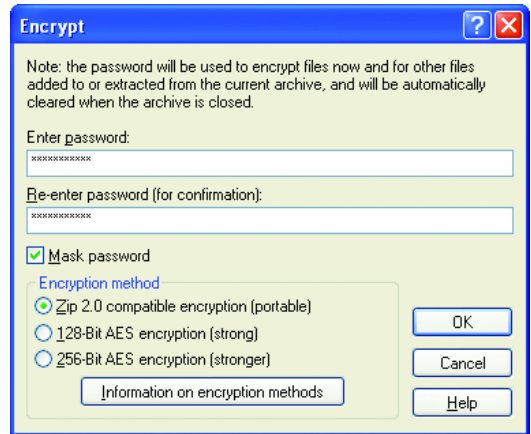 Encrypt
Note: the password will be used to encrypt files now and for other files
added to or extracted from the current archive, and will be automatically
cleared when the archive is closed.
Enter password:
xxxxxxxxxxx
Re-enter password (for confirmation):
xxxxxxxxxxx
Mask password
Encryption method
Zip 2.0 compatible encryption (portable)
128-Bit AES encryption (strong)
OK
256-Bit AES encryption (stronger)
Cancel
Information on encryption methods
Help